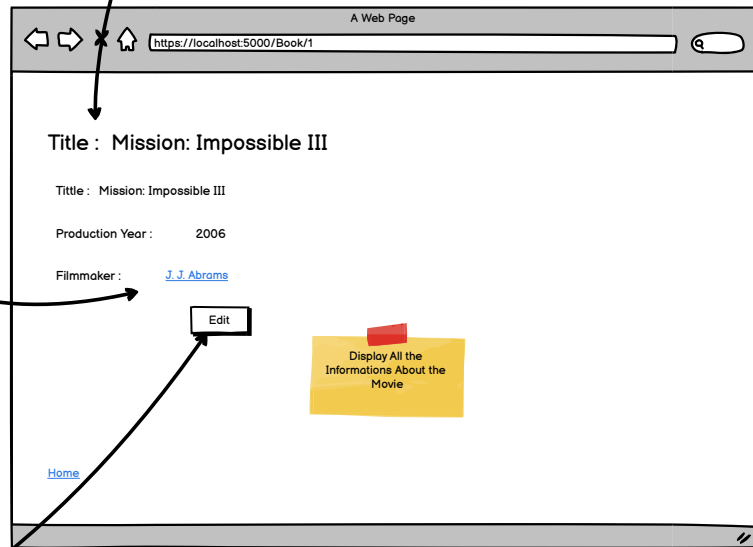 A Web Page
https://localhost:5000/Book/1
Title : Mission: Impossible III
Tittle : Mission: Impossible III
Production Year : 2006
Filmmaker : J. J. Abrams
Edit
Display All the
Informations About the
Movie
Home